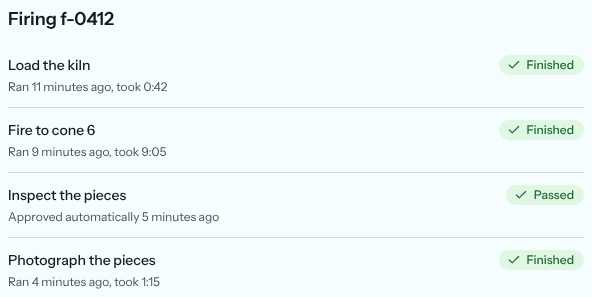 Firing f-0412
Load the kiln
Finished
Ran 11 minutes ago, took 0:42
Fire to cone 6
Finished
Ran 9 minutes ago, took 9:05
Inspect the pieces
Passed
Approved automatically 5 minutes ago
Photograph the pieces
Finished
Ran 4 minutes ago, took 1:15